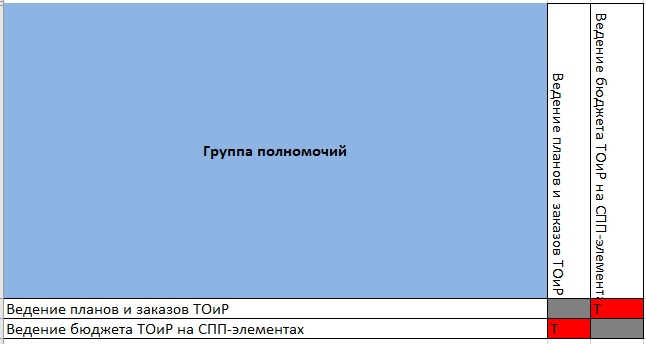 Группа полномочий
Ведение планов и заказов ТОиР
Ведение бюджета ТОиР на СПП-элемента
Ведение планов и заказов ТОиР
Т
Ведение бюджета ТОиР на СПП-элементах
Т